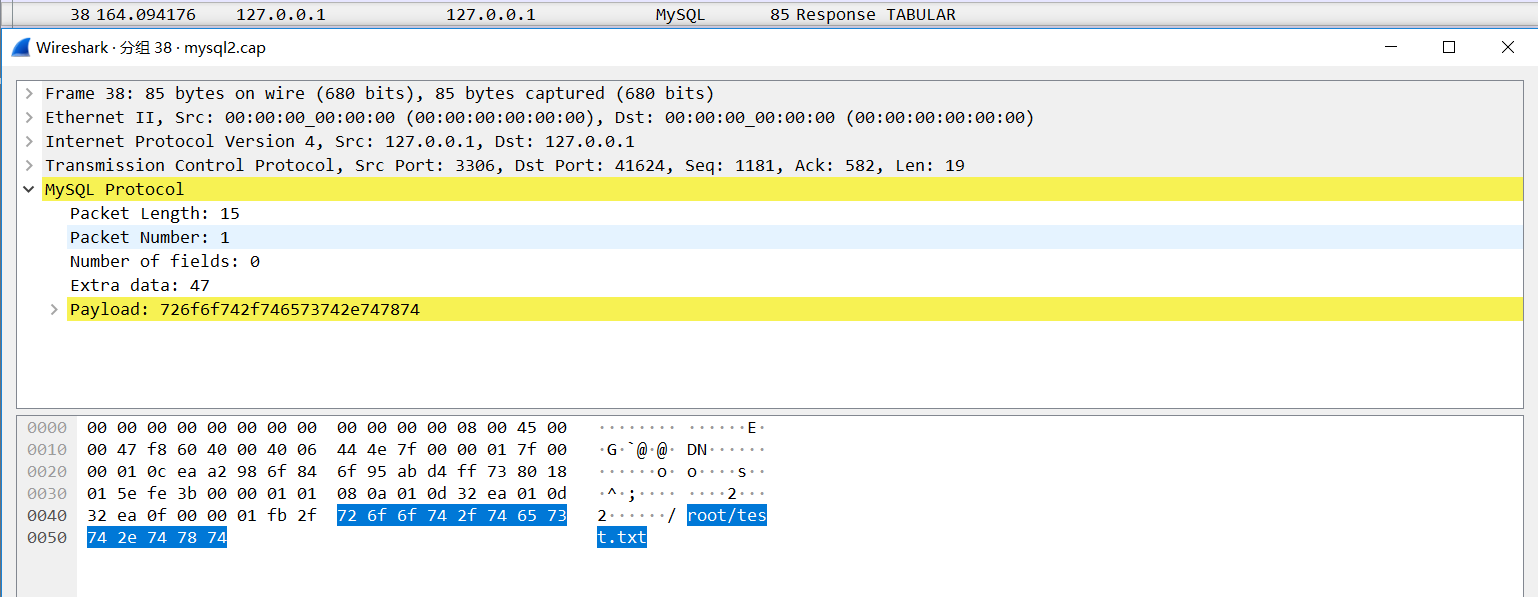 38 164.094176 127.0.0.1 127.0.0.1 MySQL 85 Response TABULAR
Wireshark · 分组 38 · mysql2.cap
Frame 38: 85 bytes on wire (680 bits), 85 bytes captured (680 bits)
Ethernet II, Src: 00:00:00_00:00:00 (00:00:00:00:00:00), Dst: 00:00:00_00:00:00 (00:00:00:00:00:00)
Internet Protocol Version 4, Src: 127.0.0.1, Dst: 127.0.0.1
Transmission Control Protocol, Src Port: 3306, Dst Port: 41624, Seq: 1181, Ack: 582, Len: 19
MySQL Protocol
Packet Length: 15
Packet Number: 1
Number of fields: 0
Extra data: 47
Payload: 726f6f742f746573742e747874
0000 00 00 00 00 00 00 00 00 00 00 00 00 08 00 45 00 ········ ······E·
0010 00 47 f8 60 40 00 40 06 44 4e 7f 00 00 01 7f 00 ·G·`@·@· DN······
0020 00 01 0c ea a2 98 6f 84 6f 95 ab d4 ff 73 80 18 ······o· o····s··
0030 01 5e fe 3b 00 00 01 01 08 0a 01 0d 32 ea 01 0d ·^·;···· ····2···
0040 32 ea 0f 00 00 01 fb 2f 72 6f 6f 74 2f 74 65 73 2······/ root/tes
0050 74 2e 74 78 74 t.txt